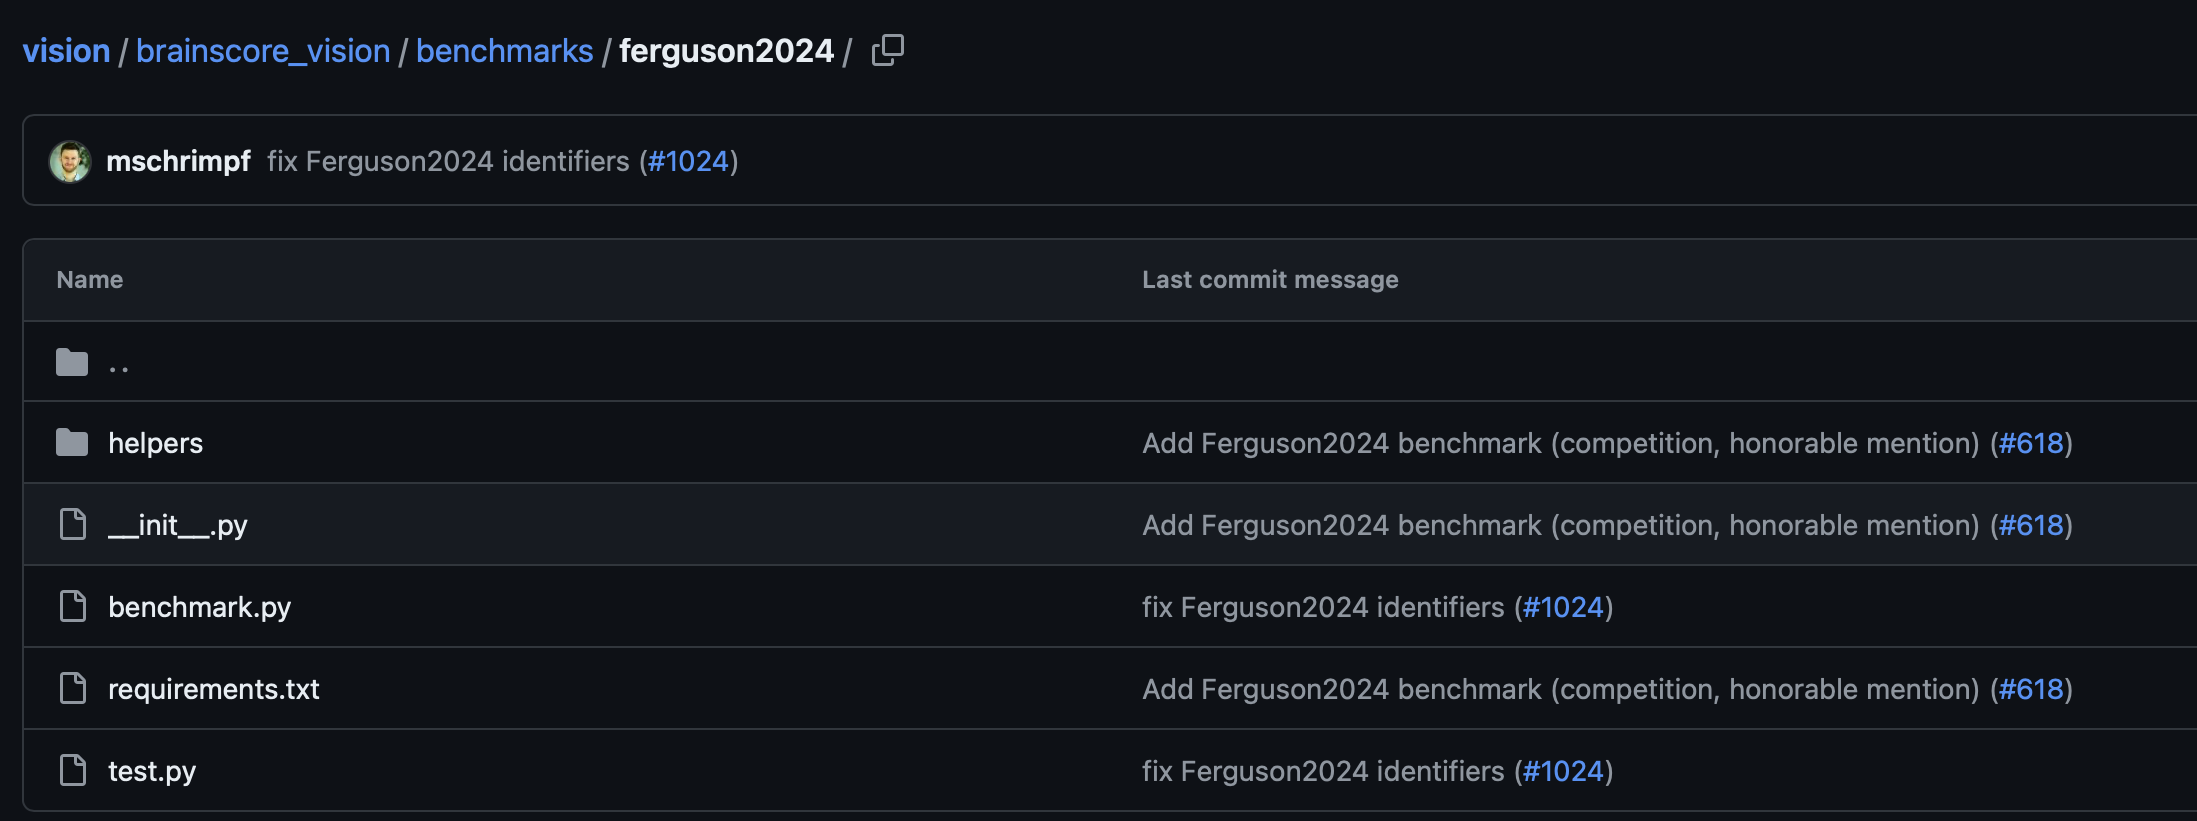 vision / brainscore_vision / benchmarks / ferguson2024 /
mschrimpf fix Ferguson2024 identifiers (#1024)
Name Last commit message
..
helpers Add Ferguson2024 benchmark (competition, honorable mention) (#618)
__init__.py Add Ferguson2024 benchmark (competition, honorable mention) (#618)
benchmark.py fix Ferguson2024 identifiers (#1024)
requirements.txt Add Ferguson2024 benchmark (competition, honorable mention) (#618)
test.py fix Ferguson2024 identifiers (#1024)